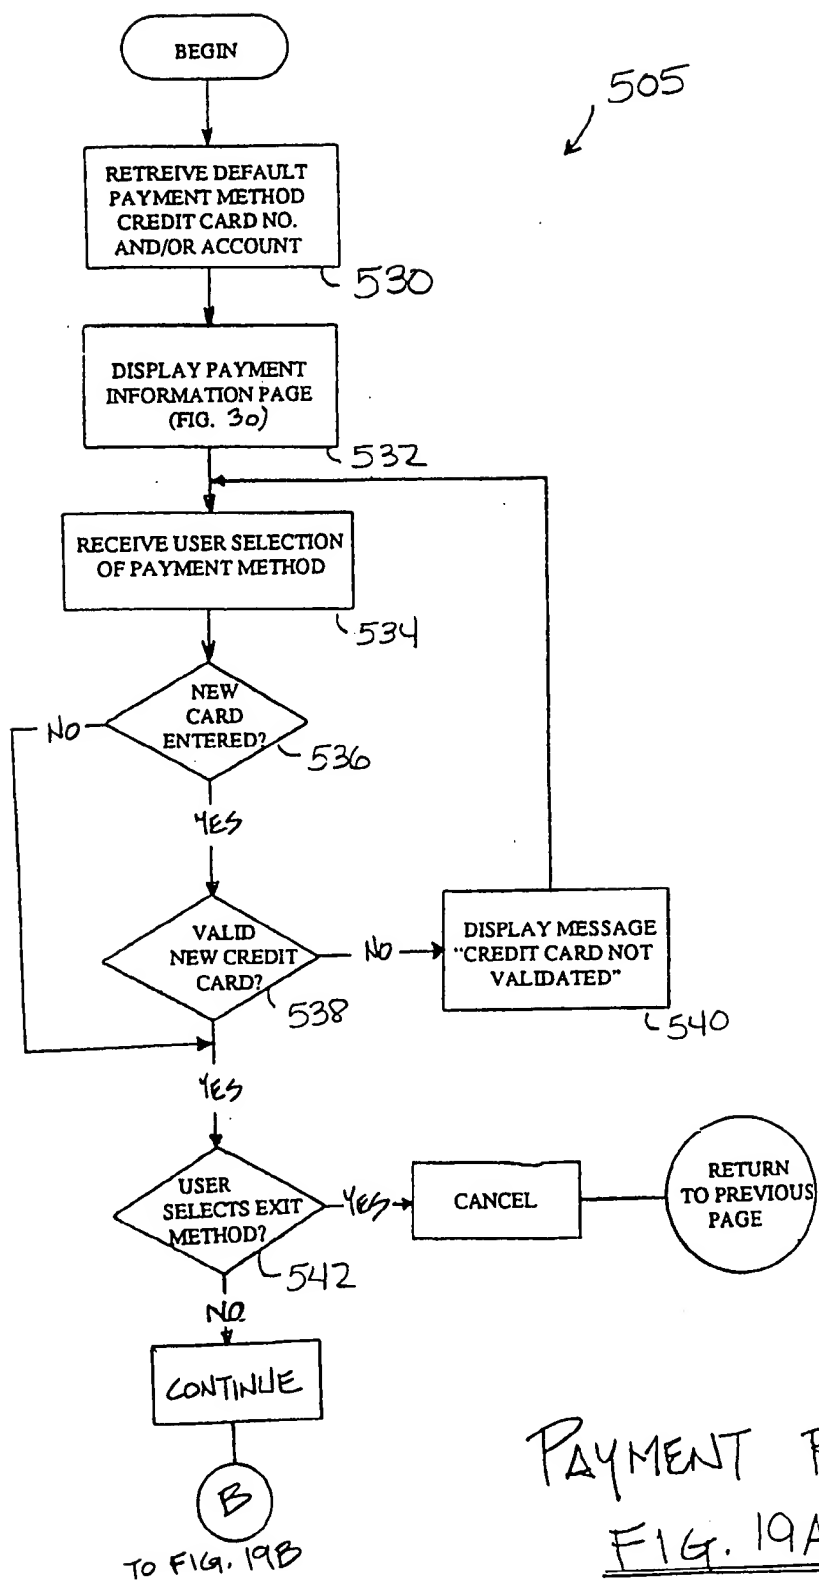 BEGIN
505
RETREIVE DEFAULT
PAYMENT METHOD
CREDIT CARD NO.
AND/OR ACCOUNT
530
DISPLAY PAYMENT
INFORMATION PAGE
(FIG. 30)
532
RECEIVE USER SELECTION
OF PAYMENT METHOD
534
NEW
CARD
ENTERED?
536
NO
YES
VALID
NEW CREDIT
CARD?
538
NO
DISPLAY MESSAGE
"CREDIT CARD NOT
VALIDATED"
540
YES
USER
SELECTS EXIT
METHOD?
542
YES
CANCEL
RETURN
TO PREVIOUS
PAGE
NO
CONTINUE
B
TO FIG. 19B
PAYMENT
FIG. 19A